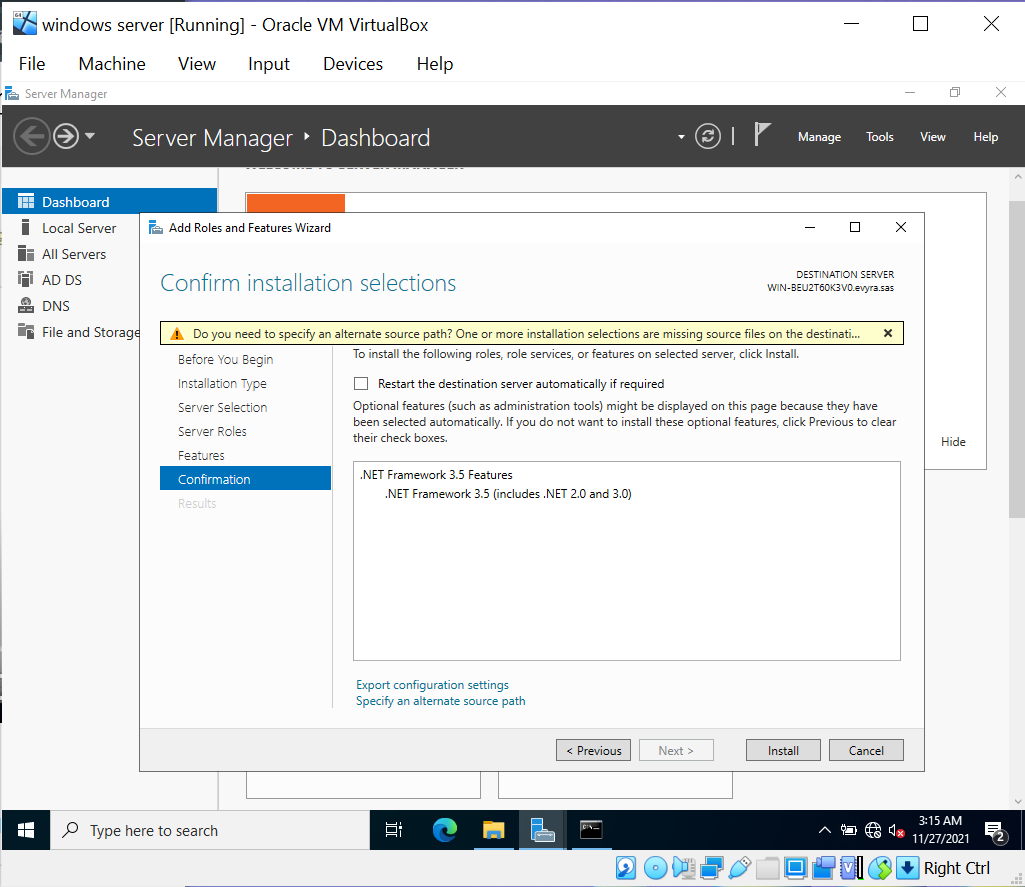 windows server [Running] - Oracle VM VirtualBox
File Machine View Input Devices Help
Server Manager
Server Manager ‣ Dashboard
Manage Tools View Help
WELCOME TO SERVER MANAGER
Dashboard
Local Server
All Servers
AD DS
DNS
File and Storage
Add Roles and Features Wizard
Confirm installation selections
DESTINATION SERVER
WIN-BEU2T60K3V0.evyra.sas
Do you need to specify an alternate source path? One or more installation selections are missing source files on the destinati...
Before You Begin
Installation Type
Server Selection
Server Roles
Features
Confirmation
Results
To install the following roles, role services, or features on selected server, click Install.
Restart the destination server automatically if required
Optional features (such as administration tools) might be displayed on this page because they have
been selected automatically. If you do not want to install these optional features, click Previous to clear
their check boxes.
.NET Framework 3.5 Features
.NET Framework 3.5 (includes .NET 2.0 and 3.0)
Export configuration settings
Specify an alternate source path
< Previous Next > Install Cancel
Hide
Type here to search
3:15 AM
11/27/2021
2
Right Ctrl